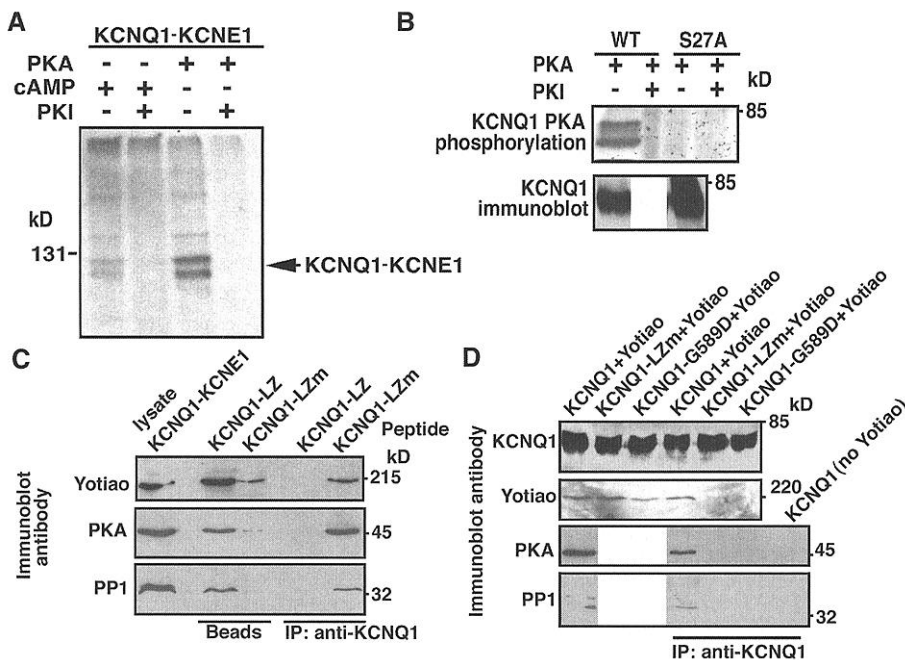 A
KCNQ1-KCNE1
PKA - - + +
cAMP + + - -
PKI - + - +
kD
131
KCNQ1-KCNE1
B
WT S27A
PKA + + + +
kD
PKI - + - +
85
KCNQ1 PKA
phosphorylation
KCNQ1
immunoblot
85
C
lysate
KCNQ1-KCNE1
KCNQ1-LZ
KCNQ1-LZm
KCNQ1-LZ
KCNQ1-LZm
Peptide
kD
Immunoblot
antibody
Yotiao
215
PKA
45
PP1
32
Beads
IP: anti-KCNQ1
D
KCNQ1+Yotiao
KCNQ1-LZm+Yotiao
KCNQ1-G589D+Yotiao
KCNQ1+Yotiao
KCNQ1-LZm+Yotiao
KCNQ1-G589D+Yotiao
KCNQ1 (no Yotiao)
kD
Immunoblot antibody
KCNQ1
85
Yotiao
220
PKA
45
PP1
32
IP: anti-KCNQ1